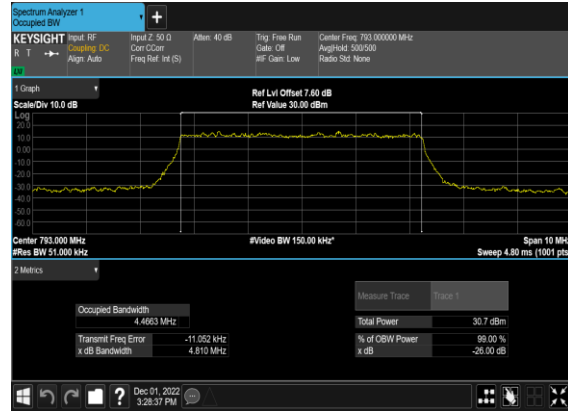 Spectrum Analyzer 1
Occupied BW
KEYSIGHT
R T
LM
Input: RF
Coupling: DC
Align: Auto
Input Z: 50 Ω
Corr CCorr
Freq Ref: Int (S)
Atten: 40 dB
Trig: Free Run
Gate: Off
#IF Gain: Low
Center Freq: 793.000000 MHz
Avg|Hold: 500/500
Radio Std: None
1 Graph
Scale/Div 10.0 dB
Ref Lvl Offset 7.60 dB
Ref Value 30.00 dBm
Log
20.0
10.0
0.00
-10.0
-20.0
-30.0
-40.0
-50.0
-60.0
Center 793.000 MHz
#Res BW 51.000 kHz
#Video BW 150.00 kHz*
Span 10 MHz
Sweep 4.80 ms (1001 pts)
2 Metrics
Measure Trace Trace 1
Occupied Bandwidth
4.4663 MHz
Total Power 30.7 dBm
Transmit Freq Error -11.052 kHz
% of OBW Power 99.00 %
x dB Bandwidth 4.810 MHz
x dB -26.00 dB
?
Dec 01, 2022
3:28:37 PM